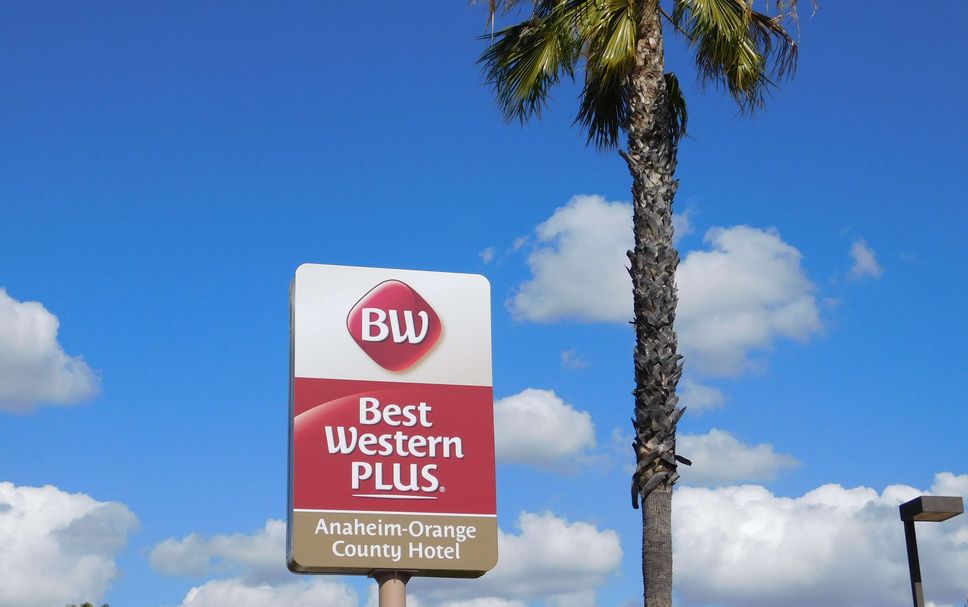 BW
Best
Western
PLUS®
Anaheim-Orange
County Hotel